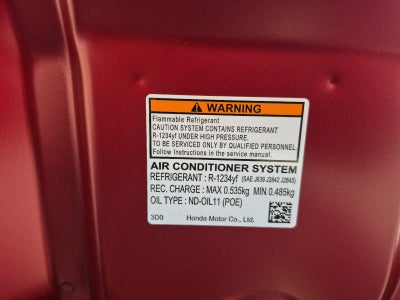 WARNING
Flammable Refrigerant
CAUTION SYSTEM CONTAINS REFRIGERANT
R-1234yf UNDER HIGH PRESSURE.
TO BE SERVICED ONLY BY QUALIFIED PERSONNEL.
Follow Instructions in the service manual.
AIR CONDITIONER SYSTEM
REFRIGERANT : R-1234yf (SAE J639 J2842 J2845)
REC. CHARGE : MAX 0.535kg MIN 0.485kg
OIL TYPE : ND-OIL11 (POE)
3D0 Honda Motor Co., Ltd.